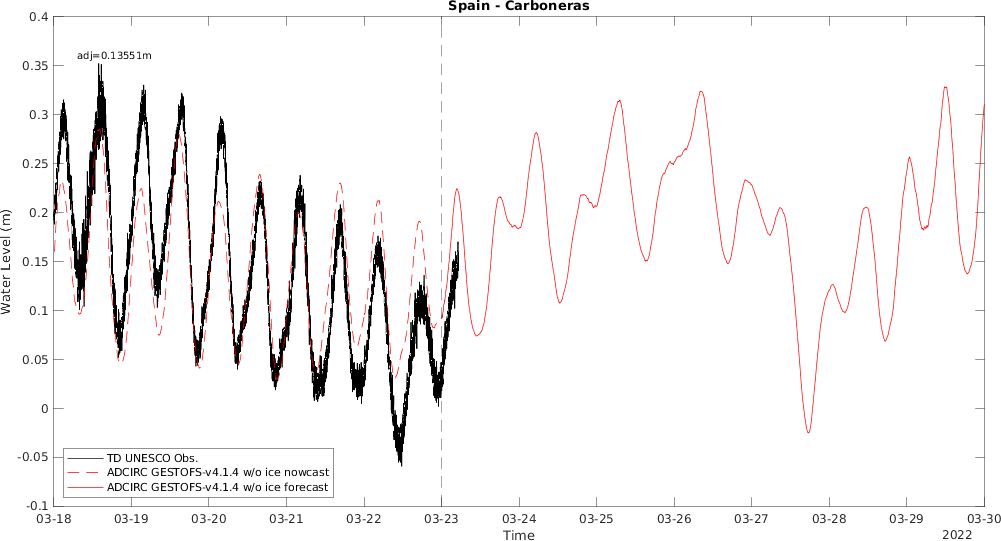 Spain - Carboneras
adj=0.13551m
Water Level (m)
0.4
0.35
0.3
0.25
0.2
0.15
0.1
0.05
0
-0.05
-0.1
TD UNESCO Obs.
ADCIRC GESTOFS-v4.1.4 w/o ice nowcast
ADCIRC GESTOFS-v4.1.4 w/o ice forecast
03-18 03-19 03-20 03-21 03-22 03-23 03-24 03-25 03-26 03-27 03-28 03-29 03-30
Time
2022